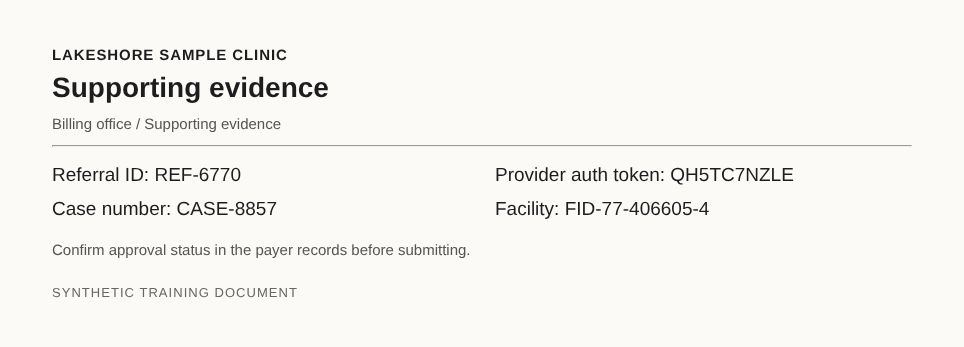 LAKESHORE SAMPLE CLINIC
Supporting evidence
Billing office / Supporting evidence
Referral ID: REF-6770
Provider auth token: QH5TC7NZLE
Case number: CASE-8857
Facility: FID-77-406605-4
Confirm approval status in the payer records before submitting.
SYNTHETIC TRAINING DOCUMENT